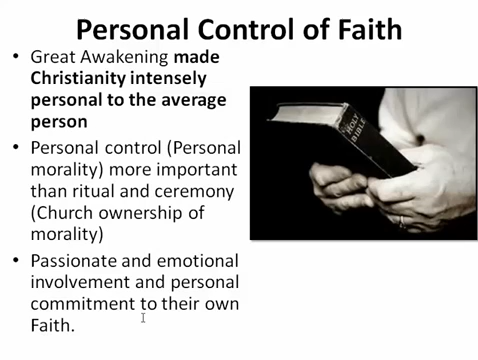 Personal Control of Faith
• Great Awakening made
Christianity intensely
personal to the average
person
• Personal control (Personal
morality) more important
than ritual and ceremony
(Church ownership of
morality)
• Passionate and emotional
involvement and personal
commitment to their own
Faith.
HOLY
BIBLE